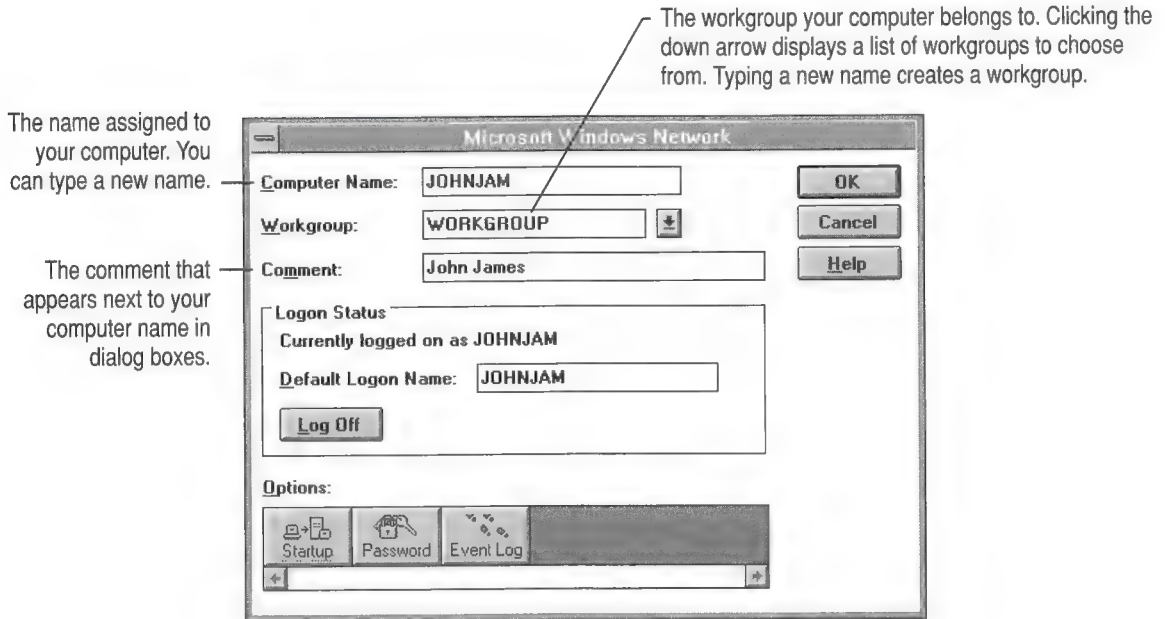 The workgroup your computer belongs to. Clicking the
down arrow displays a list of workgroups to choose
from. Typing a new name creates a workgroup.
The name assigned to
your computer. You
can type a new name.
The comment that
appears next to your
computer name in
dialog boxes.
Microsoft Windows Network
Computer Name: JOHNJAM
OK
Workgroup: WORKGROUP
Cancel
Comment: John James
Help
Logon Status
Currently logged on as JOHNJAM
Default Logon Name: JOHNJAM
Log Off
Options:
Startup Password Event Log